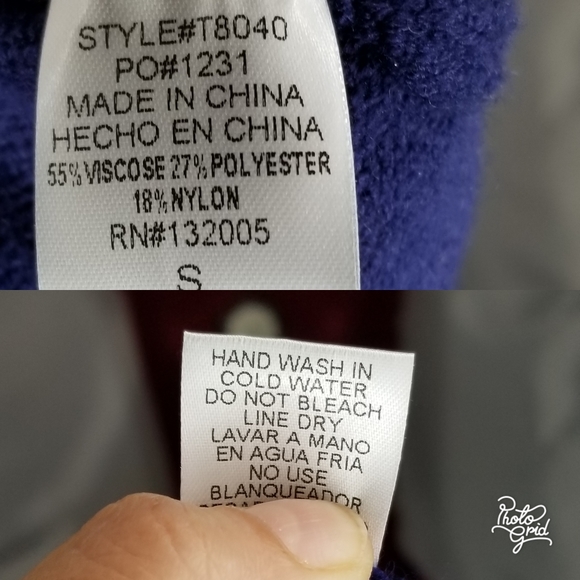 STYLE#T8040
PO#1231
MADE IN CHINA
HECHO EN CHINA
55%VISCOSE 27%POLYESTER
18%NYLON
RN#132005
S
HAND WASH IN
COLD WATER
DO NOT BLEACH
LINE DRY
LAVAR A MANO
EN AGUA FRIA
NO USE
BLANQUEADOR
Photo
Grid